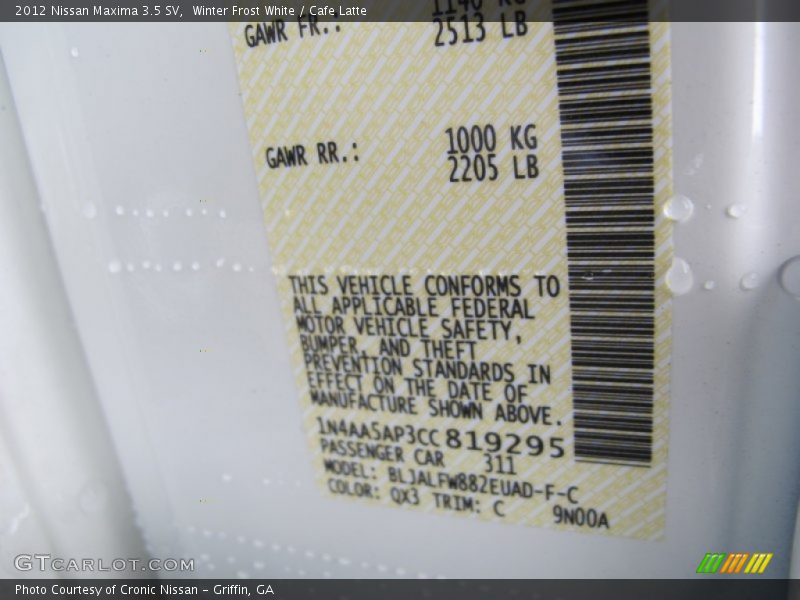 2012 Nissan Maxima 3.5 SV, Winter Frost White / Cafe Latte
1140 KG
GAWR FR.: 2513 LB
GAWR RR.: 1000 KG
2205 LB
THIS VEHICLE CONFORMS TO
ALL APPLICABLE FEDERAL
MOTOR VEHICLE SAFETY,
BUMPER, AND THEFT
PREVENTION STANDARDS IN
EFFECT ON THE DATE OF
MANUFACTURE SHOWN ABOVE.
1N4AA5AP3CC819295
PASSENGER CAR 311
MODEL: BLJALFW882EUAD-F-C
COLOR: QX3 TRIM: C 9N00A
GTCARLOT.COM
Photo Courtesy of Cronic Nissan - Griffin, GA